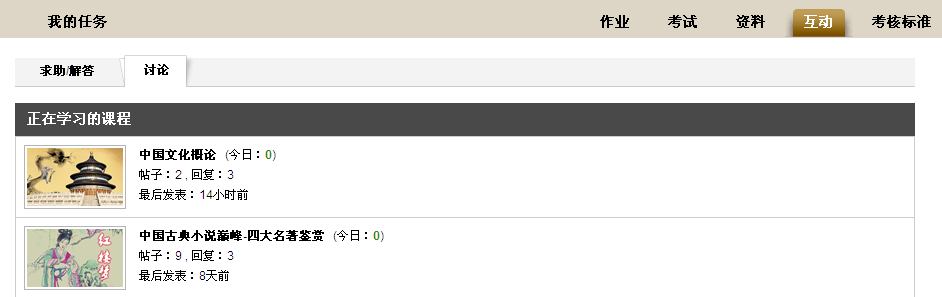 我的任务 作业 考试 资料 互动 考核标准
求助/解答 讨论
正在学习的课程
中国文化概论 (今日：0)
帖子：2 , 回复：3
最后发表：14小时前
中国古典小说巅峰-四大名著鉴赏 (今日：0)
帖子：9 , 回复：3
最后发表：8天前
红楼梦